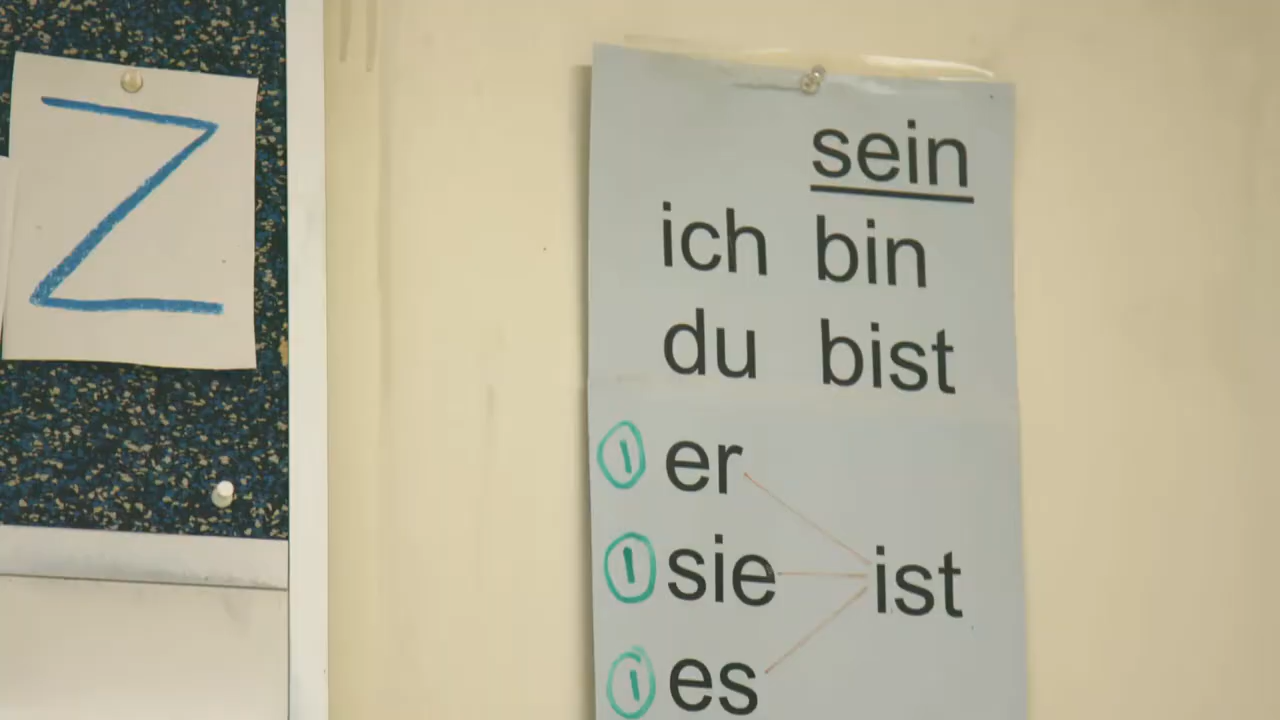 Z
sein
ich bin
du bist
1 er
1 sie ist
1 es